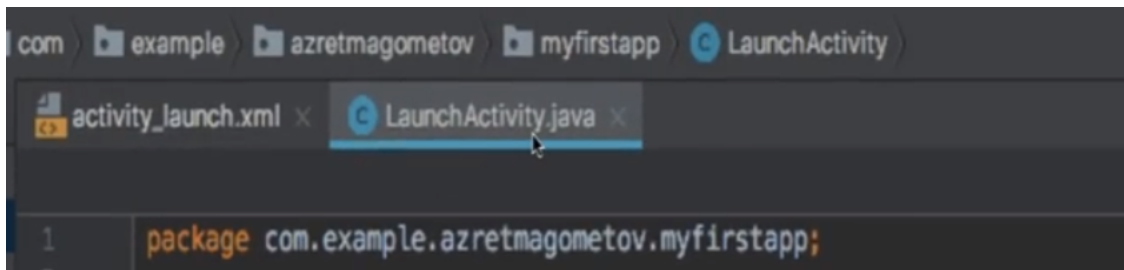 com example azretmagometov myfirstapp C LaunchActivity
activity_launch.xml C LaunchActivity.java
1 package com.example.azretmagometov.myfirstapp;